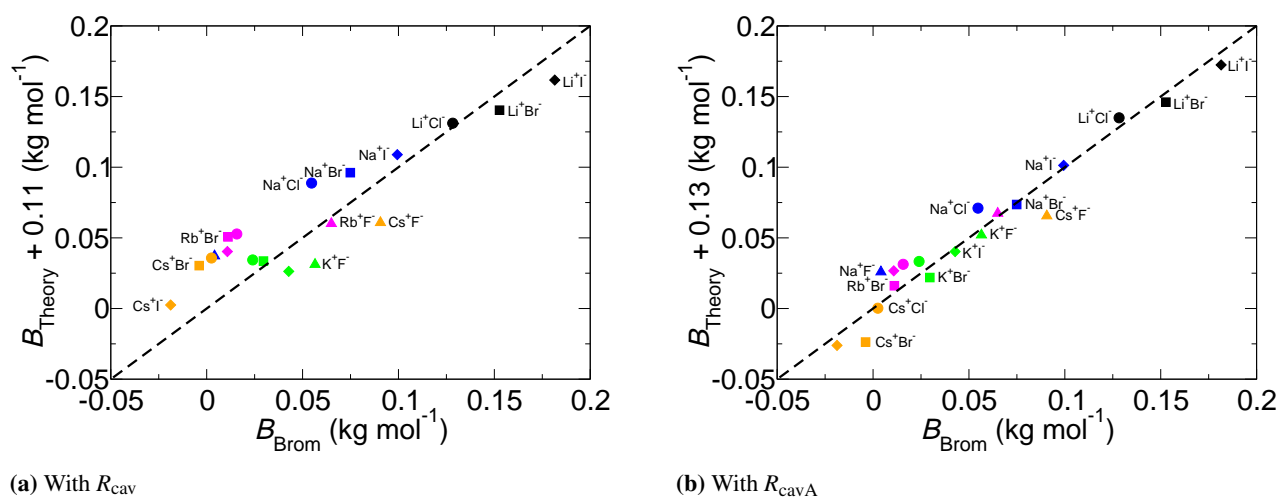 0.2
0.15
0.1
0.05
0
-0.05
B_Theory + 0.11 (kg mol⁻¹)
Li⁺I⁻
Li⁺Br⁻
Li⁺Cl⁻
Na⁺I⁻
Na⁺Br⁻
Na⁺Cl⁻
Rb⁺F⁻
Cs⁺F⁻
Rb⁺Br⁻
K⁺F⁻
Cs⁺Br⁻
Cs⁺I⁻
-0.05 0 0.05 0.1 0.15 0.2
B_Brom (kg mol⁻¹)
(a) With R_cav
0.2
0.15
0.1
0.05
0
-0.05
B_Theory + 0.13 (kg mol⁻¹)
Li⁺I⁻
Li⁺Br⁻
Li⁺Cl⁻
Na⁺I⁻
Na⁺Cl⁻
Na⁺Br⁻
Cs⁺F⁻
K⁺F⁻
K⁺I⁻
Na⁺F⁻
K⁺Br⁻
Rb⁺Br⁻
Cs⁺Cl⁻
Cs⁺Br⁻
-0.05 0 0.05 0.1 0.15 0.2
B_Brom (kg mol⁻¹)
(b) With R_cavA